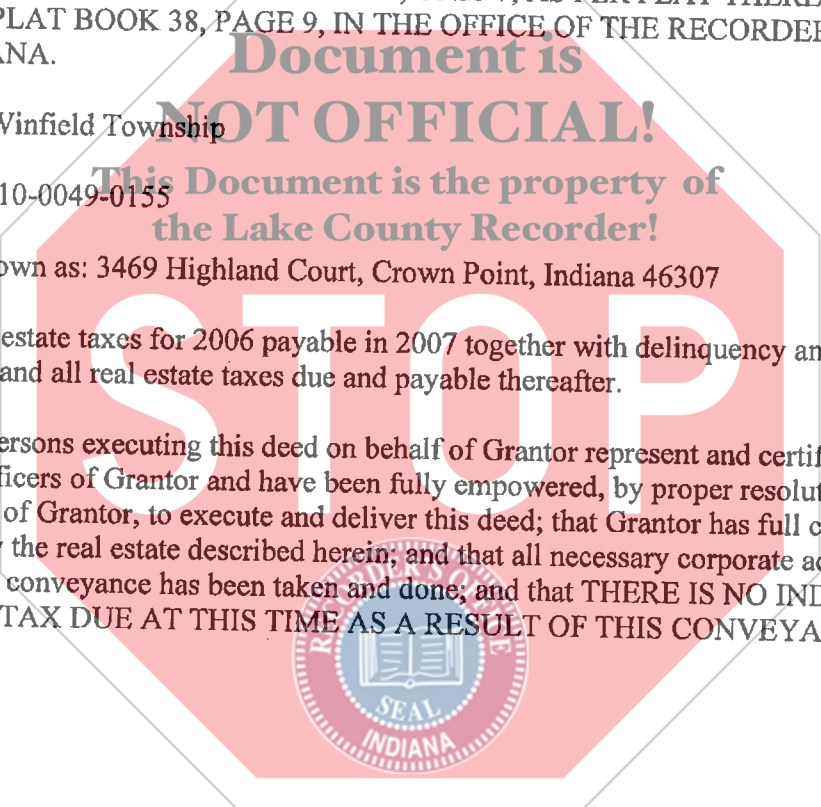 PLAT BOOK 38, PAGE 9, IN THE OFFICE OF THE RECORDER
ANA.
Document is
NOT OFFICIAL!
Winfield Township
This Document is the property of
10-0049-0155
the Lake County Recorder!
own as: 3469 Highland Court, Crown Point, Indiana 46307
STOP
estate taxes for 2006 payable in 2007 together with delinquency an
and all real estate taxes due and payable thereafter.
ersons executing this deed on behalf of Grantor represent and certif
ficers of Grantor and have been fully empowered, by proper resolut
of Grantor, to execute and deliver this deed; that Grantor has full c
the real estate described herein; and that all necessary corporate ac
conveyance has been taken and done; and that THERE IS NO IND
TAX DUE AT THIS TIME AS A RESULT OF THIS CONVEYA
RECORDER'S OFFICE
SEAL
INDIANA